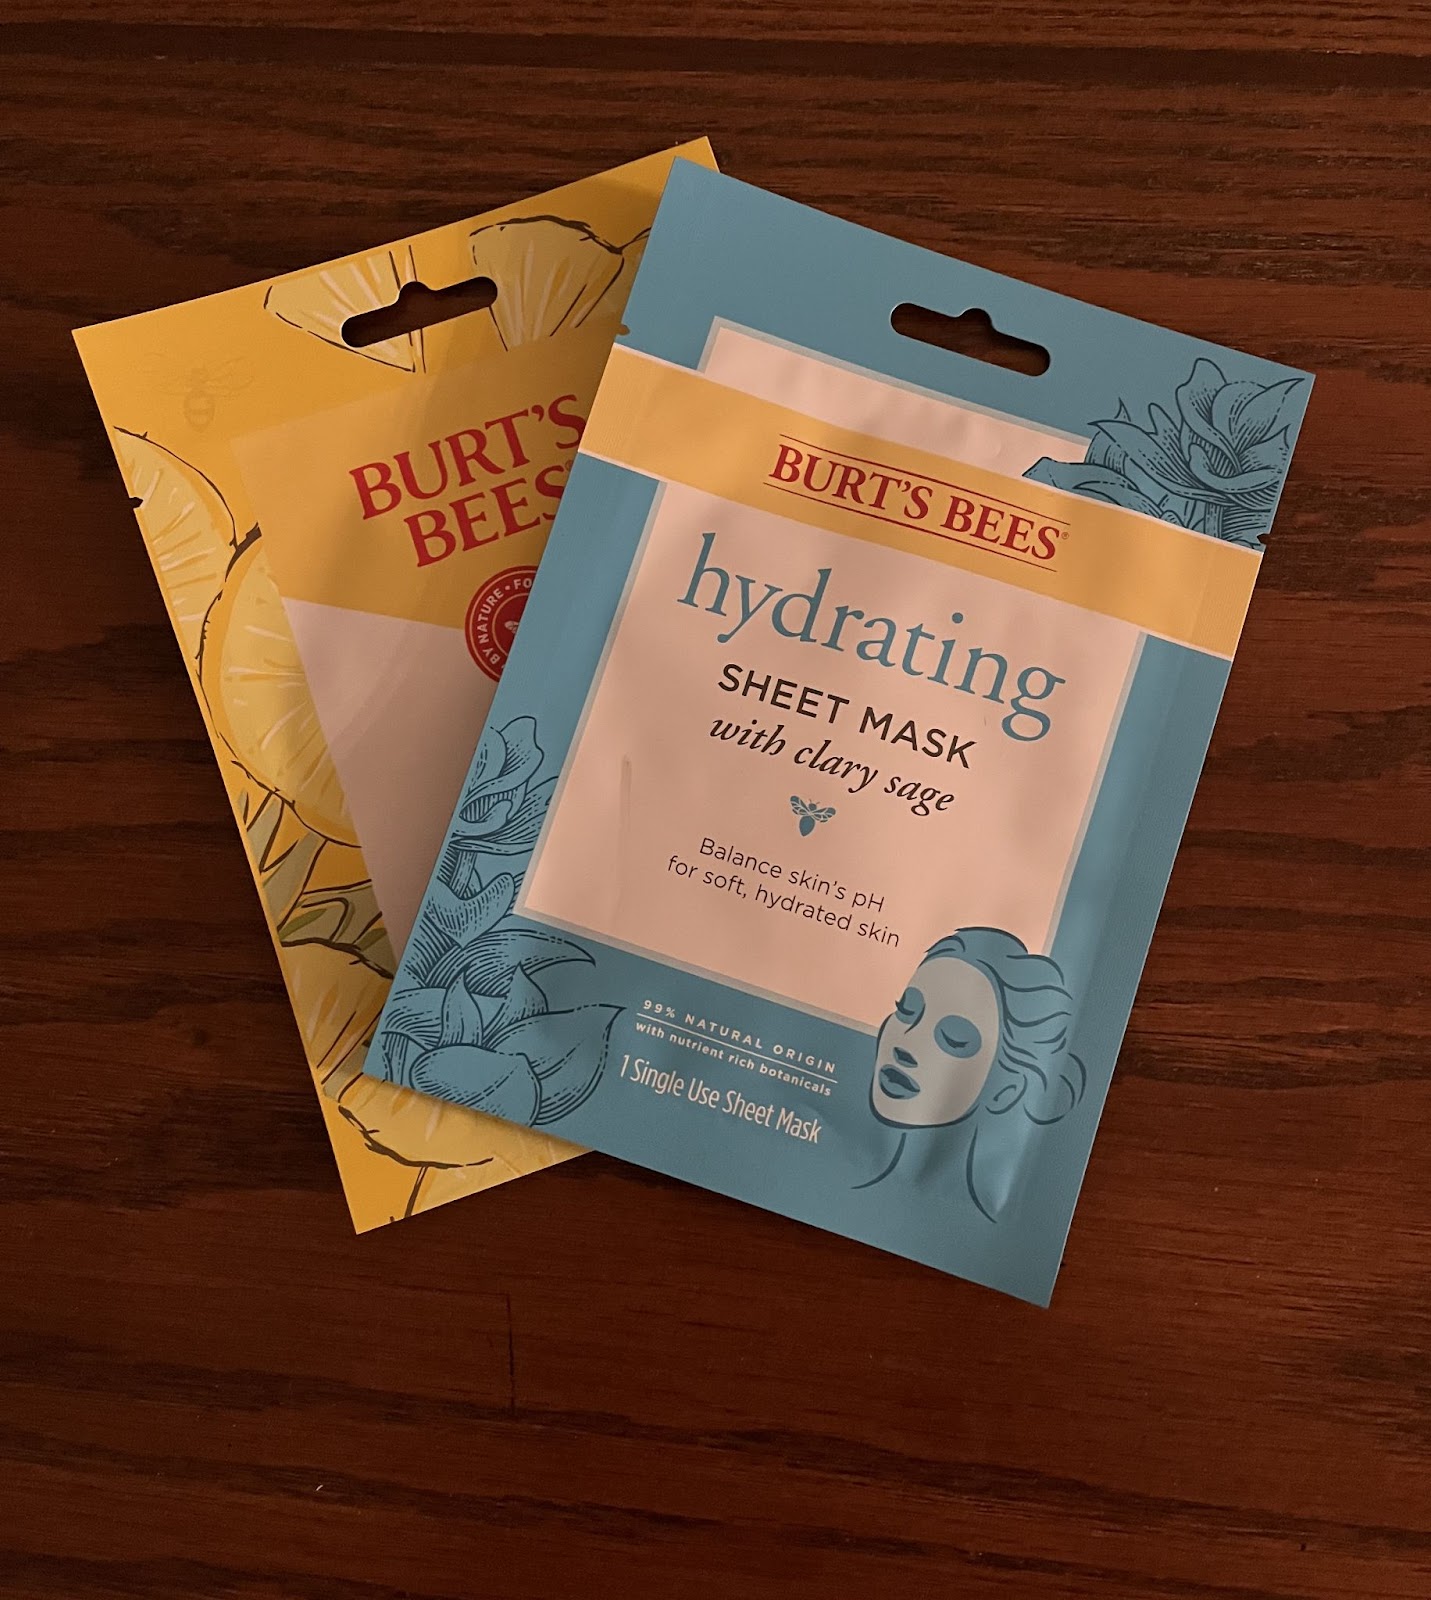 BURT'S
BEES
BY NATURE • FO
BURT'S BEES®
hydrating
SHEET MASK
with clary sage
Balance skin's pH
for soft, hydrated skin
99% NATURAL ORIGIN
with nutrient rich botanicals
1 Single Use Sheet Mask